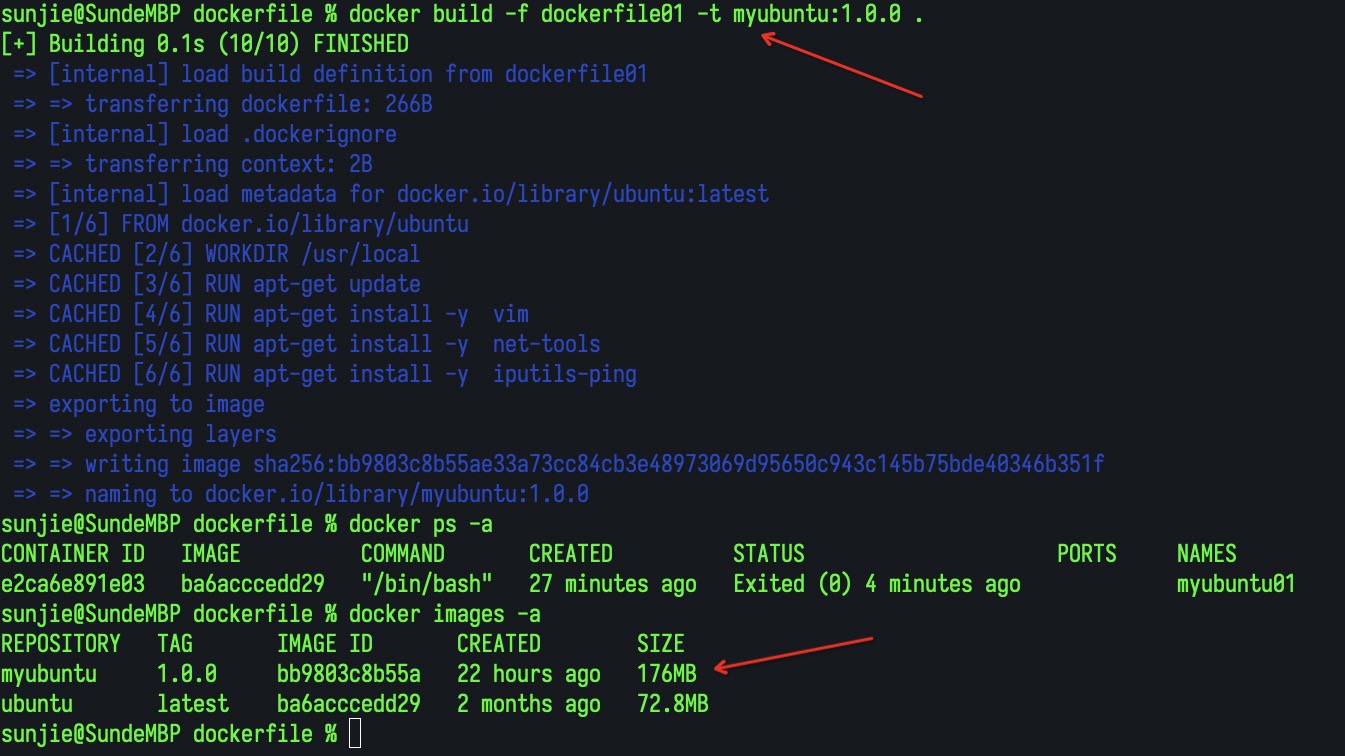 sunjie@SundeMBP dockerfile % docker build -f dockerfile01 -t myubuntu:1.0.0 .
[+] Building 0.1s (10/10) FINISHED
=> [internal] load build definition from dockerfile01
=> => transferring dockerfile: 266B
=> [internal] load .dockerignore
=> => transferring context: 2B
=> [internal] load metadata for docker.io/library/ubuntu:latest
=> [1/6] FROM docker.io/library/ubuntu
=> CACHED [2/6] WORKDIR /usr/local
=> CACHED [3/6] RUN apt-get update
=> CACHED [4/6] RUN apt-get install -y  vim
=> CACHED [5/6] RUN apt-get install -y  net-tools
=> CACHED [6/6] RUN apt-get install -y  iputils-ping
=> exporting to image
=> => exporting layers
=> => writing image sha256:bb9803c8b55ae33a73cc84cb3e48973069d95650c943c145b75bde40346b351f
=> => naming to docker.io/library/myubuntu:1.0.0
sunjie@SundeMBP dockerfile % docker ps -a
CONTAINER ID   IMAGE          COMMAND       CREATED          STATUS                     PORTS     NAMES
e2ca6e891e03   ba6acccedd29   "/bin/bash"   27 minutes ago   Exited (0) 4 minutes ago             myubuntu01
sunjie@SundeMBP dockerfile % docker images -a
REPOSITORY   TAG       IMAGE ID       CREATED        SIZE
myubuntu     1.0.0     bb9803c8b55a   22 hours ago   176MB
ubuntu       latest    ba6acccedd29   2 months ago   72.8MB
sunjie@SundeMBP dockerfile %